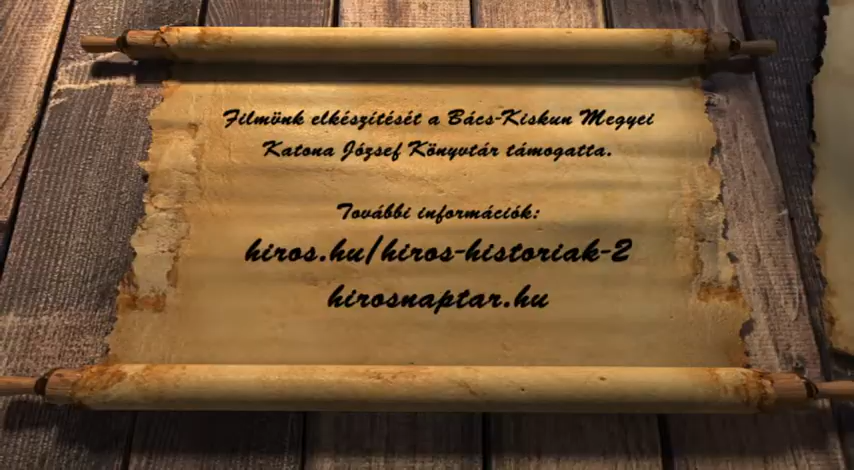 Filmünk elkészítését a Bács-Kiskun Megyei
Katona József Könyvtár támogatta.
További információk:
hiros.hu/hiros-historiak-2
hirosnaptar.hu